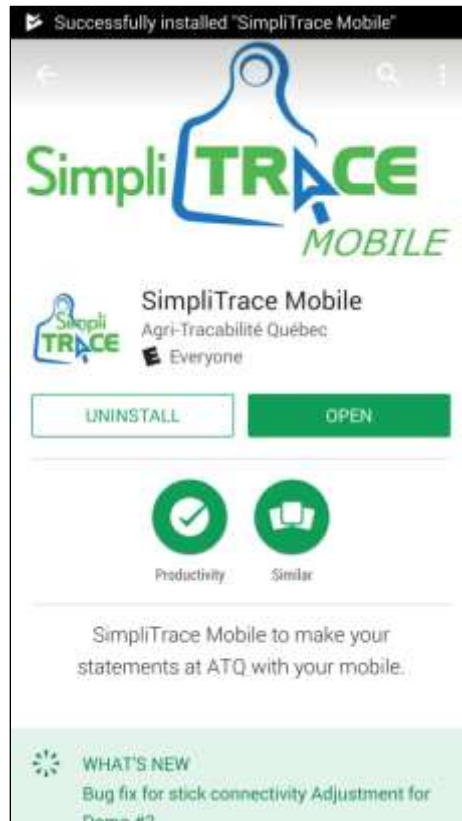 Successfully installed "SimpliTrace Mobile"
Simpli TRACE
MOBILE
SimpliTrace Mobile
Simpli
TRACE
Agri-Tracabilité Québec
E Everyone
UNINSTALL OPEN
Productivity Similar
SimpliTrace Mobile to make your
statements at ATQ with your mobile.
WHAT'S NEW
Bug fix for stick connectivity Adjustment for